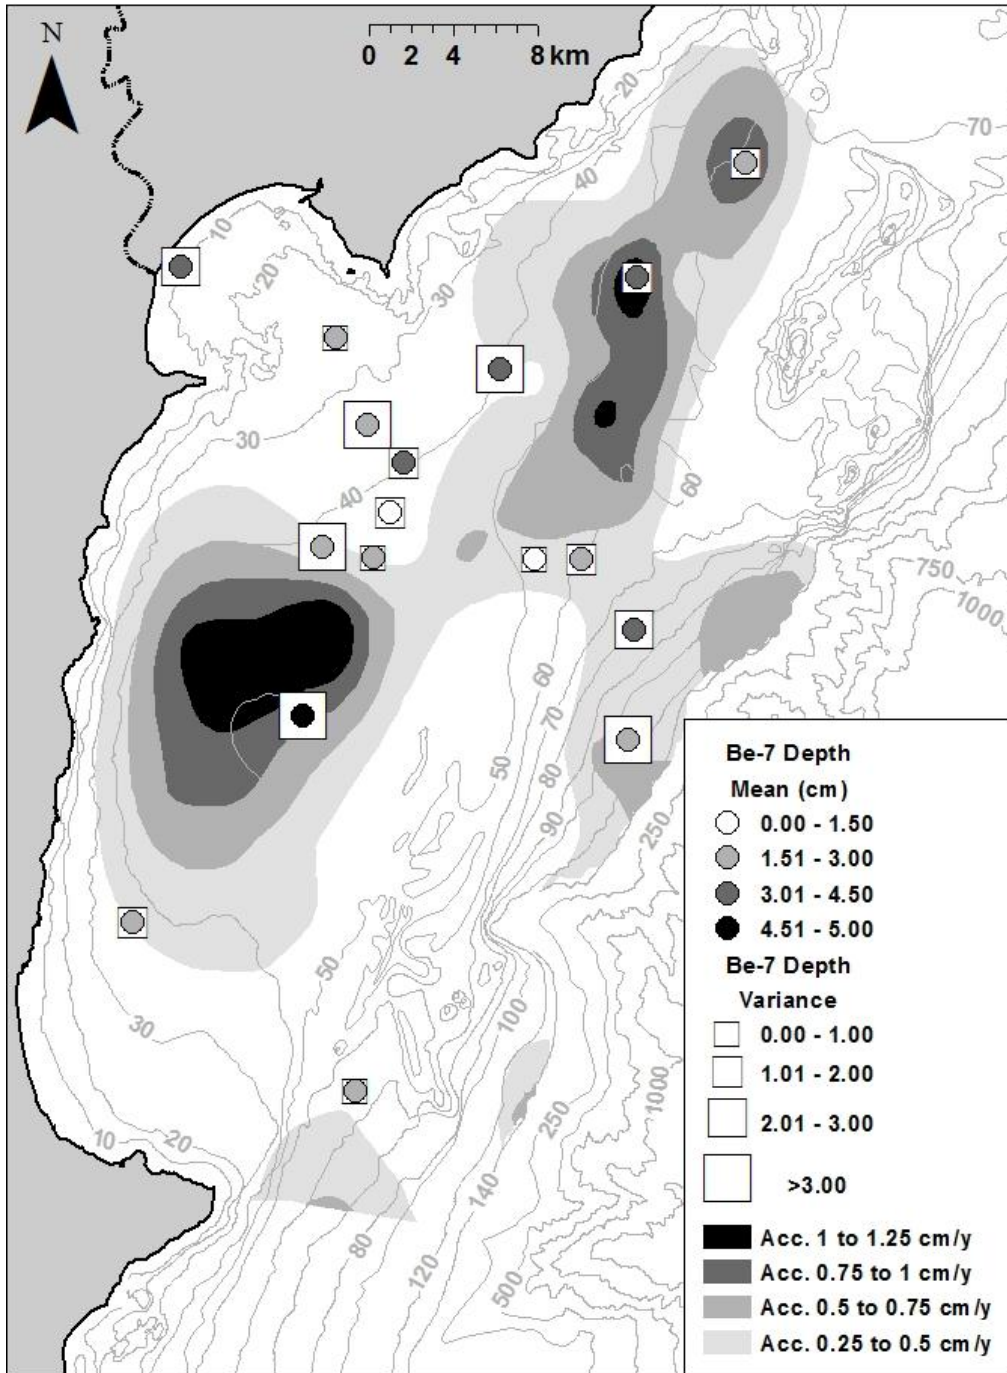 N
0 2 4 8 km
20
70
40
10
20
30
30
40
60
750
1000
60
50
70
80
90
250
50
100
30
1000
250
10
20
140
80
120
500
Be-7 Depth
Mean (cm)
0.00 - 1.50
1.51 - 3.00
3.01 - 4.50
4.51 - 5.00
Be-7 Depth
Variance
0.00 - 1.00
1.01 - 2.00
2.01 - 3.00
>3.00
Acc. 1 to 1.25 cm/y
Acc. 0.75 to 1 cm/y
Acc. 0.5 to 0.75 cm/y
Acc. 0.25 to 0.5 cm/y